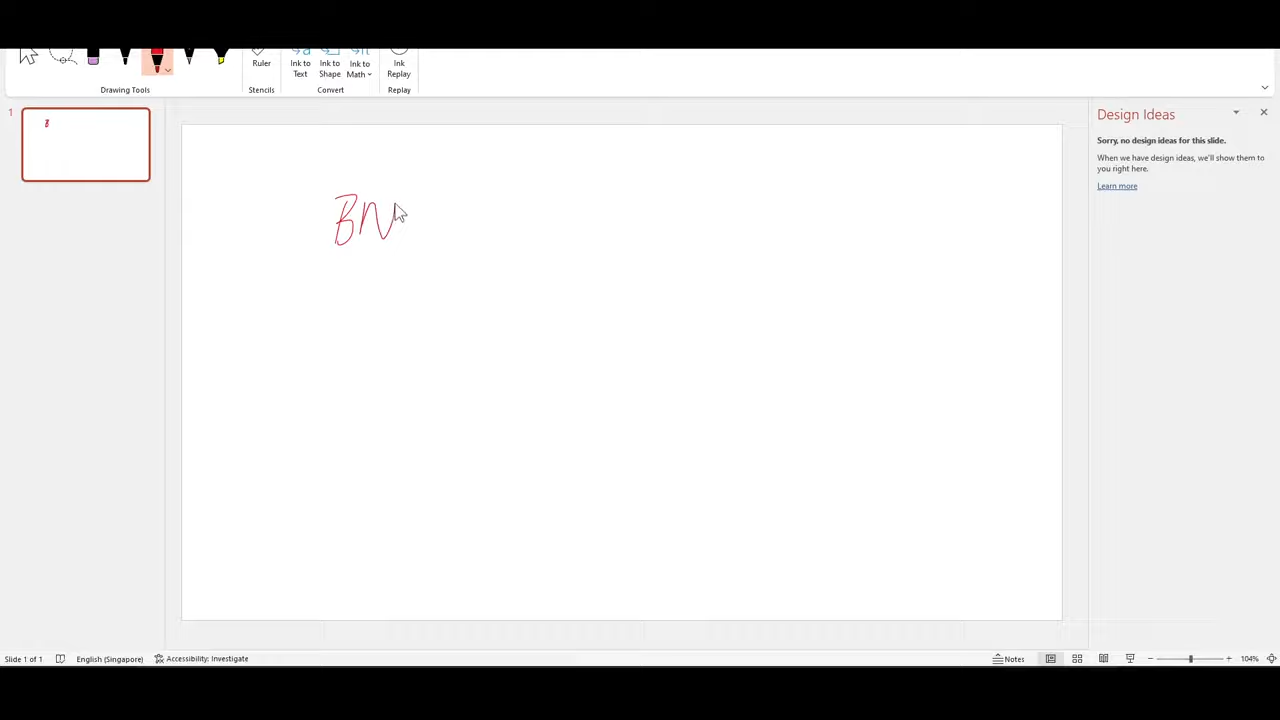 Ruler
Ink to Text
Ink to Shape
Ink to Math
Ink Replay
Drawing Tools
Stencils
Convert
Replay
1
Design Ideas
Sorry, no design ideas for this slide.
When we have design ideas, we'll show them to
you right here.
Learn more
BN
Slide 1 of 1
English (Singapore)
Accessibility: Investigate
Notes
104%